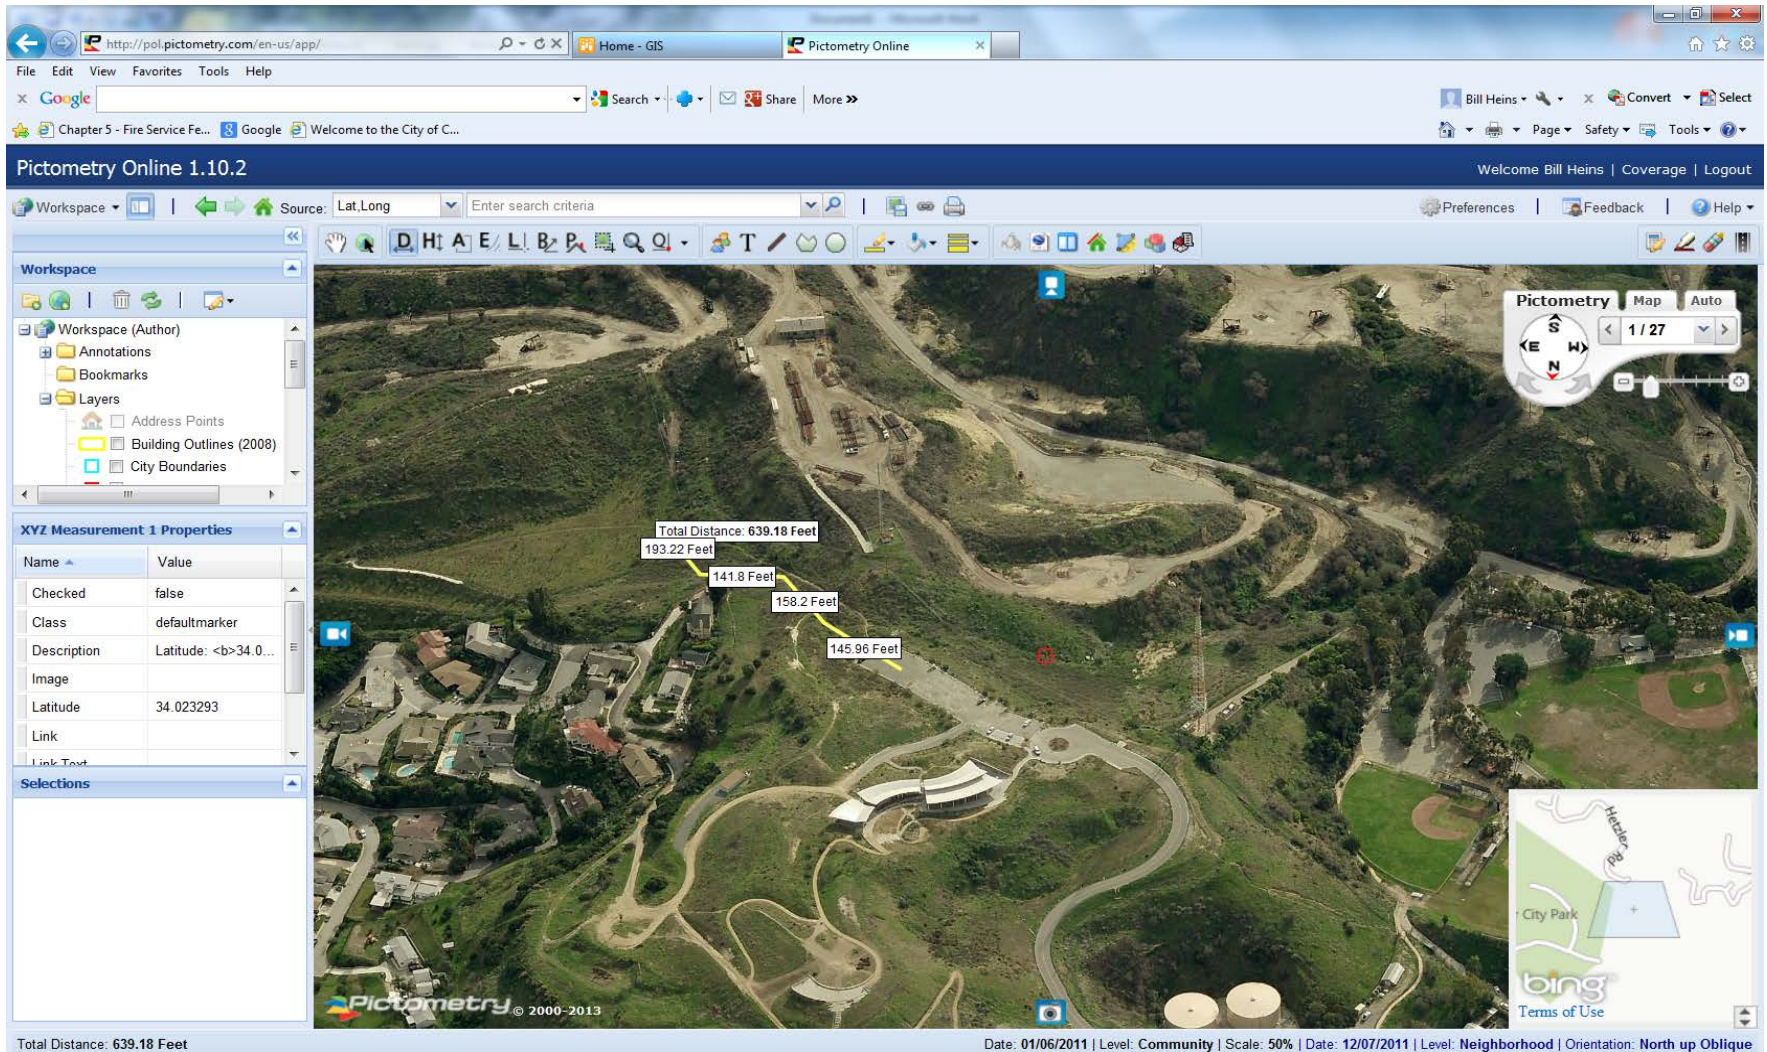 http://pol.pictometry.com/en-us/app/
Home - GIS
Pictometry Online
File Edit View Favorites Tools Help
Google
Search
Share
More »
Bill Heins
Convert
Select
Chapter 5 - Fire Service Fe...
Google
Welcome to the City of C...
Page
Safety
Tools
Pictometry Online 1.10.2
Welcome Bill Heins | Coverage | Logout
Workspace
Source:
Lat,Long
Enter search criteria
Preferences
Feedback
Help
Workspace
Workspace (Author)
Annotations
Bookmarks
Layers
Address Points
Building Outlines (2008)
City Boundaries
XYZ Measurement 1 Properties
Name Value
Checked false
Class defaultmarker
Description Latitude: <b>34.0...
Image
Latitude 34.023293
Link
Link Text
Selections
Total Distance: 639.18 Feet
193.22 Feet
141.8 Feet
158.2 Feet
145.96 Feet
Pictometry Map Auto
S
E W
N
1 / 27
Hetzler Rd
City Park
bing
Terms of Use
Pictometry © 2000-2013
Total Distance: 639.18 Feet
Date: 01/06/2011 | Level: Community | Scale: 50% | Date: 12/07/2011 | Level: Neighborhood | Orientation: North up Oblique